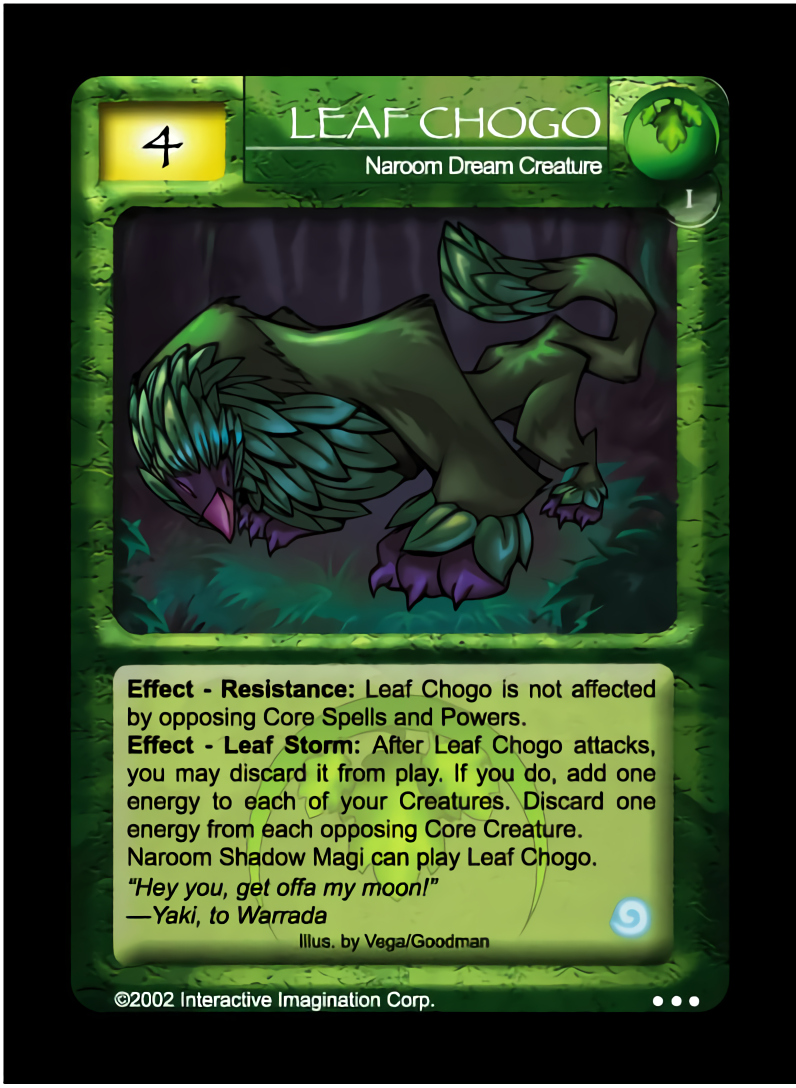 4
LEAF CHOGO
Naroom Dream Creature
I
Effect - Resistance: Leaf Chogo is not affected
by opposing Core Spells and Powers.
Effect - Leaf Storm: After Leaf Chogo attacks,
you may discard it from play. If you do, add one
energy to each of your Creatures. Discard one
energy from each opposing Core Creature.
Naroom Shadow Magi can play Leaf Chogo.
“Hey you, get offa my moon!”
—Yaki, to Warrada
Illus. by Vega/Goodman
©2002 Interactive Imagination Corp.